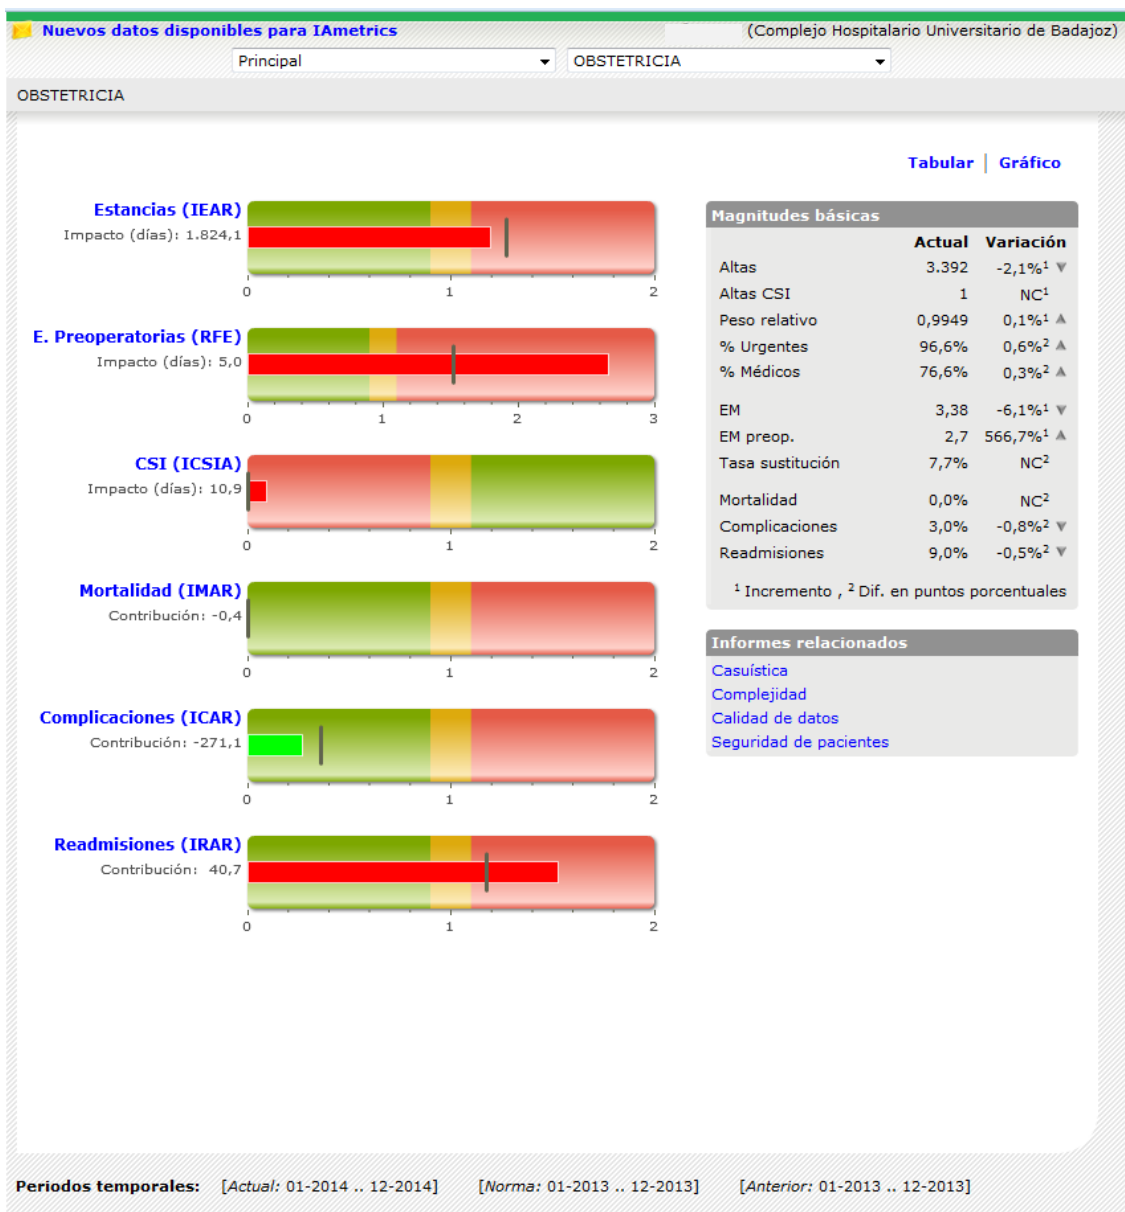 Nuevos datos disponibles para IAmetrics
(Complejo Hospitalario Universitario de Badajoz)
Principal
OBSTETRICIA
OBSTETRICIA
Tabular | Gráfico
Estancias (IEAR)
Impacto (días): 1.824,1
0 1 2
E. Preoperatorias (RFE)
Impacto (días): 5,0
0 1 2 3
CSI (ICSIA)
Impacto (días): 10,9
0 1 2
Mortalidad (IMAR)
Contribución: -0,4
0 1 2
Complicaciones (ICAR)
Contribución: -271,1
0 1 2
Readmisiones (IRAR)
Contribución: 40,7
0 1 2
Magnitudes básicas
Actual Variación
Altas 3.392 -2,1%¹ ▼
Altas CSI 1 NC¹
Peso relativo 0,9949 0,1%¹ ▲
% Urgentes 96,6% 0,6%² ▲
% Médicos 76,6% 0,3%² ▲
EM 3,38 -6,1%¹ ▼
EM preop. 2,7 566,7%¹ ▲
Tasa sustitución 7,7% NC²
Mortalidad 0,0% NC²
Complicaciones 3,0% -0,8%² ▼
Readmisiones 9,0% -0,5%² ▼
¹ Incremento , ² Dif. en puntos porcentuales
Informes relacionados
Casuística
Complejidad
Calidad de datos
Seguridad de pacientes
Periodos temporales: [Actual: 01-2014 .. 12-2014] [Norma: 01-2013 .. 12-2013] [Anterior: 01-2013 .. 12-2013]